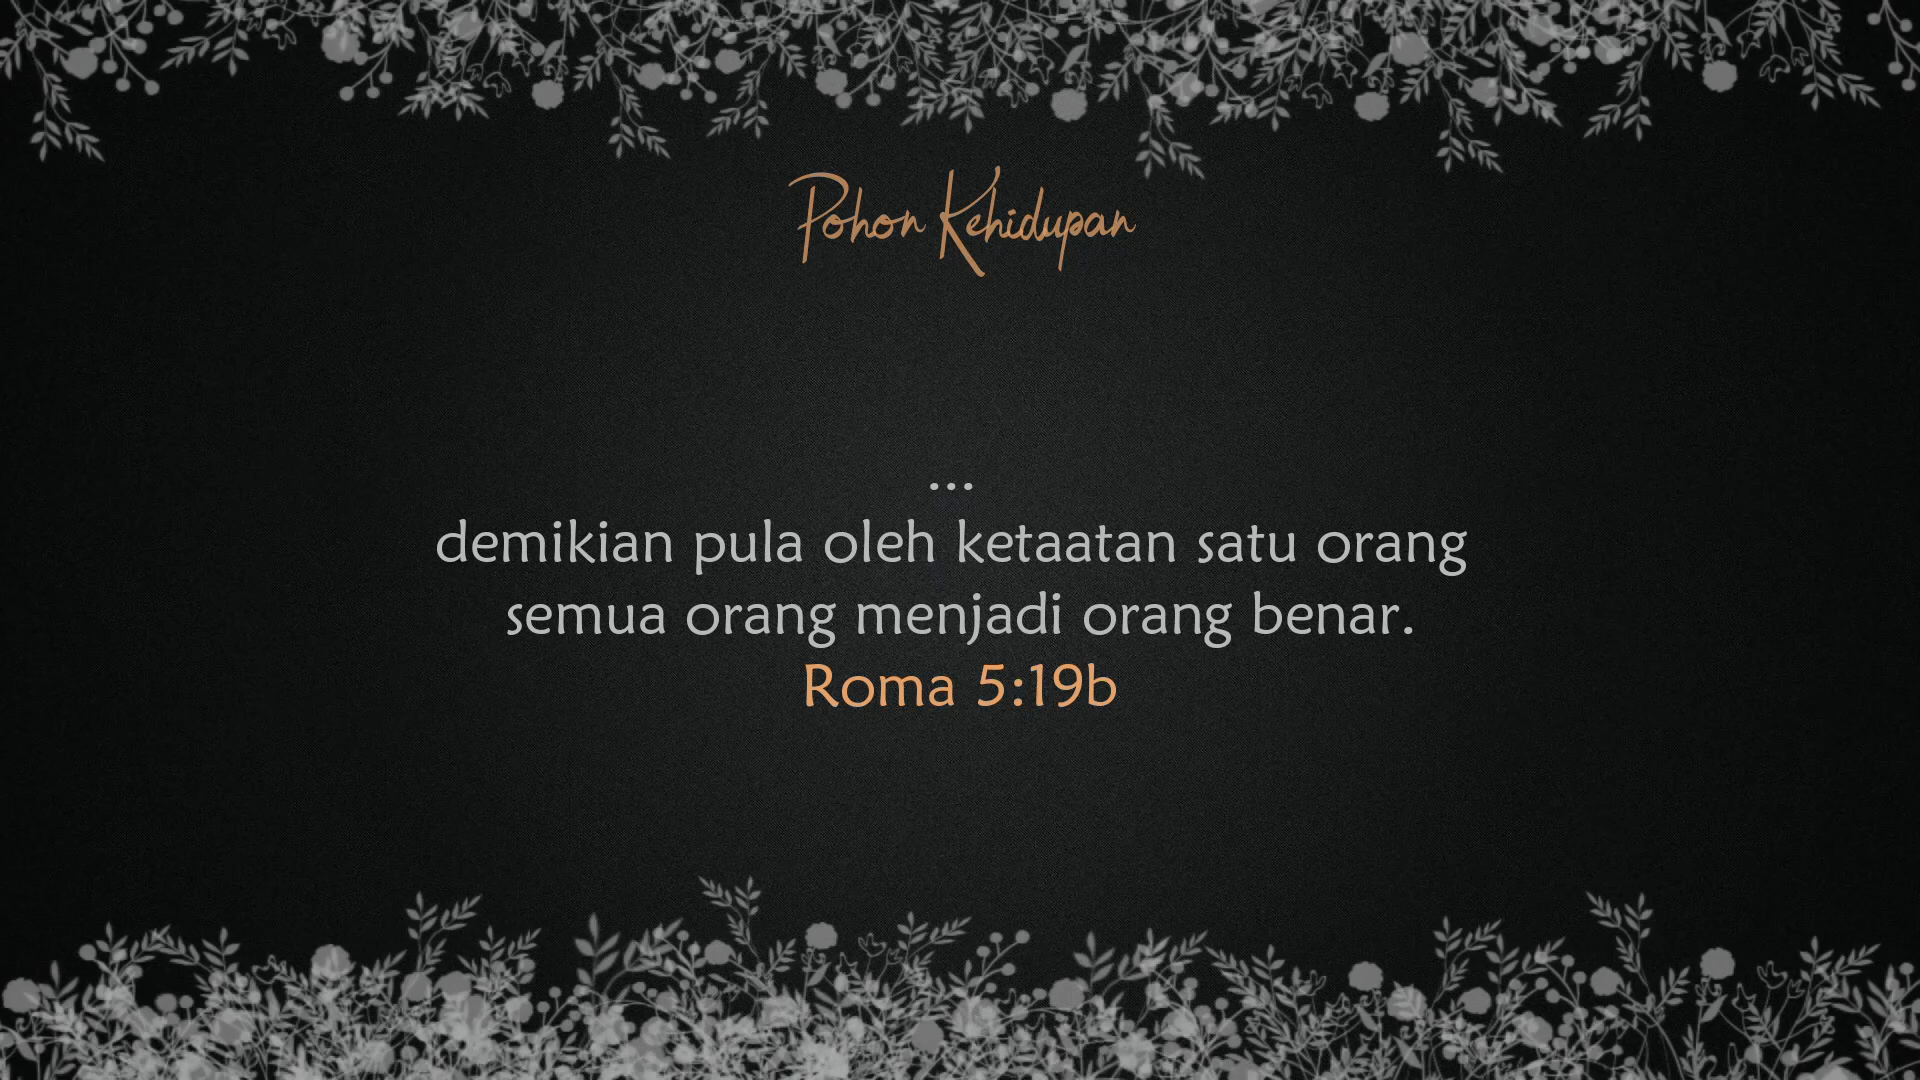 Pohon Kehidupan
...
demikian pula oleh ketaatan satu orang
semua orang menjadi orang benar.
Roma 5:19b